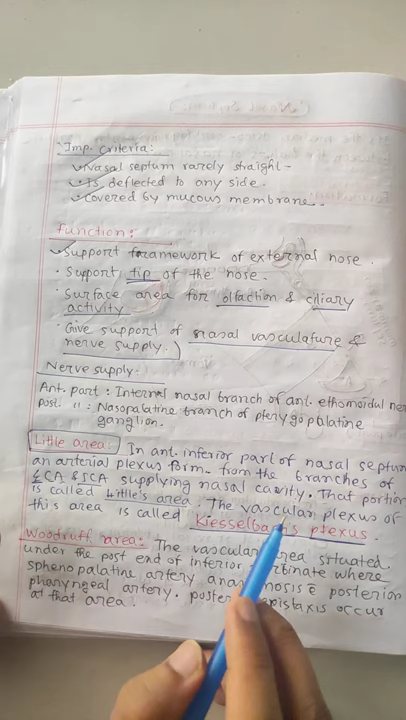 Imp. criteria:
Nasal septum rarely straight -
Is deflected to any side.
Covered by mucous membrane.
Function:
Support framework of external nose.
Support tip of the nose.
Surface area for olfaction & ciliary
activity.
Give support of nasal vasculature &
nerve supply.
Nerve supply.
Ant. part : Internal nasal branch of ant. ethomoidul
post. " : Nasopalatine branch of pterygopalatine
ganglion.
Little area: In ant. inferior part of nasal septum
an arterial plexus form. from the branches of
ECA & ICA supplying nasal cavity. That portion
is called Little's area. The vascular plexus of
this area is called Kiesselbach's plexus.
Woodruff area: The vascular area situated
under the post end of inferior where
sphenopalatine artery c̄ posterior
pharyngeal artery. occur
at that area.